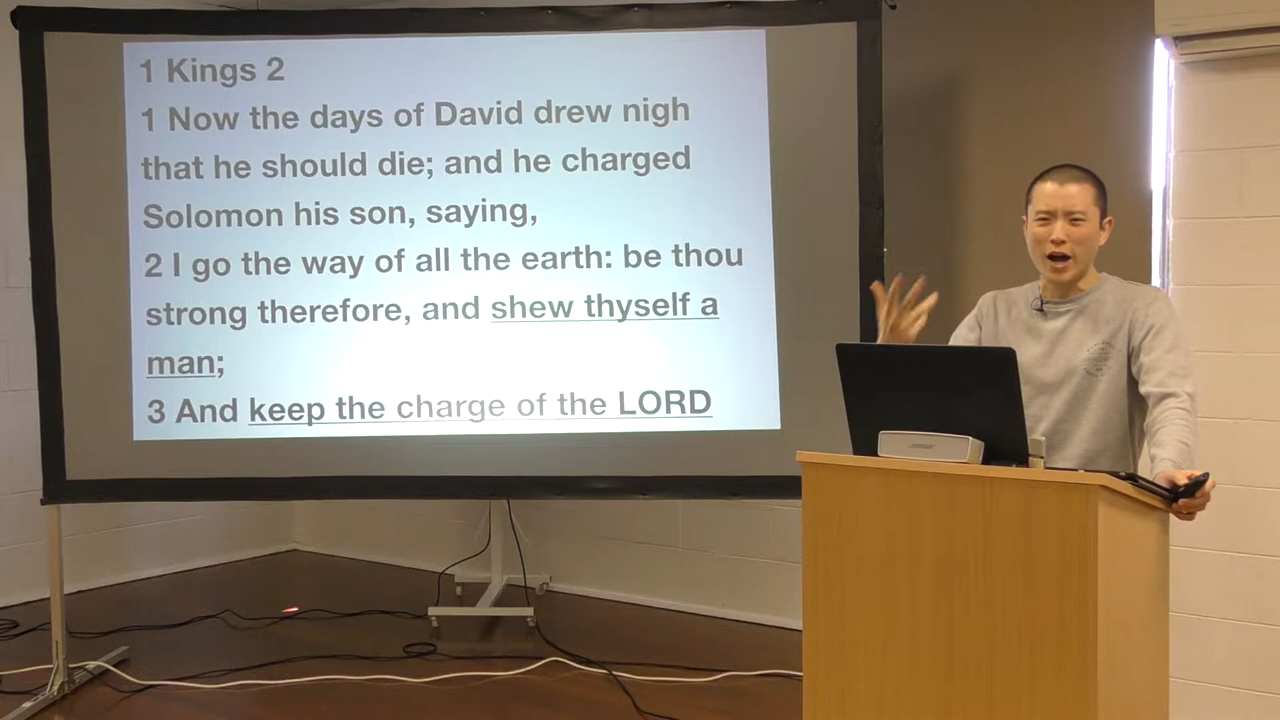 1 Kings 2
1 Now the days of David drew nigh
that he should die; and he charged
Solomon his son, saying,
2 I go the way of all the earth: be thou
strong therefore, and shew thyself a
man;
3 And keep the charge of the LORD